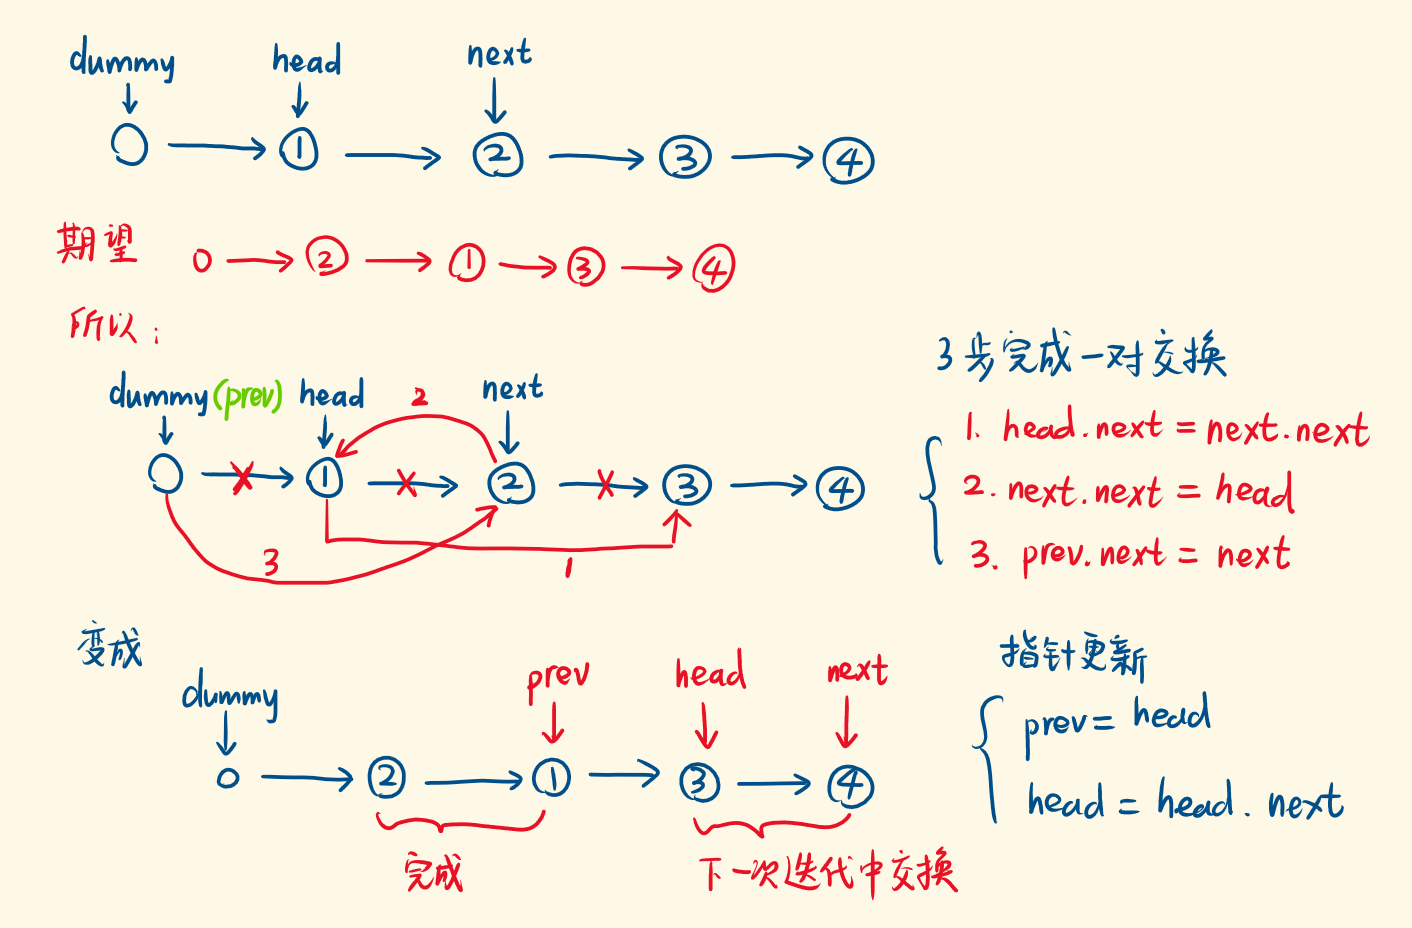 dummy head next
① ② ③ ④
期望 0 ② ① ③ ④
所以;
3步完成一对交换
dummy(prev) head 2 next
1. head.next = next.next
① ② ③ ④
2. next.next = head
3 1
3. prev.next = next
变成
指针更新
dummy prev head next
prev = head
0 ② ① ③ ④
head = head.next
完成 下一次迭代中交换